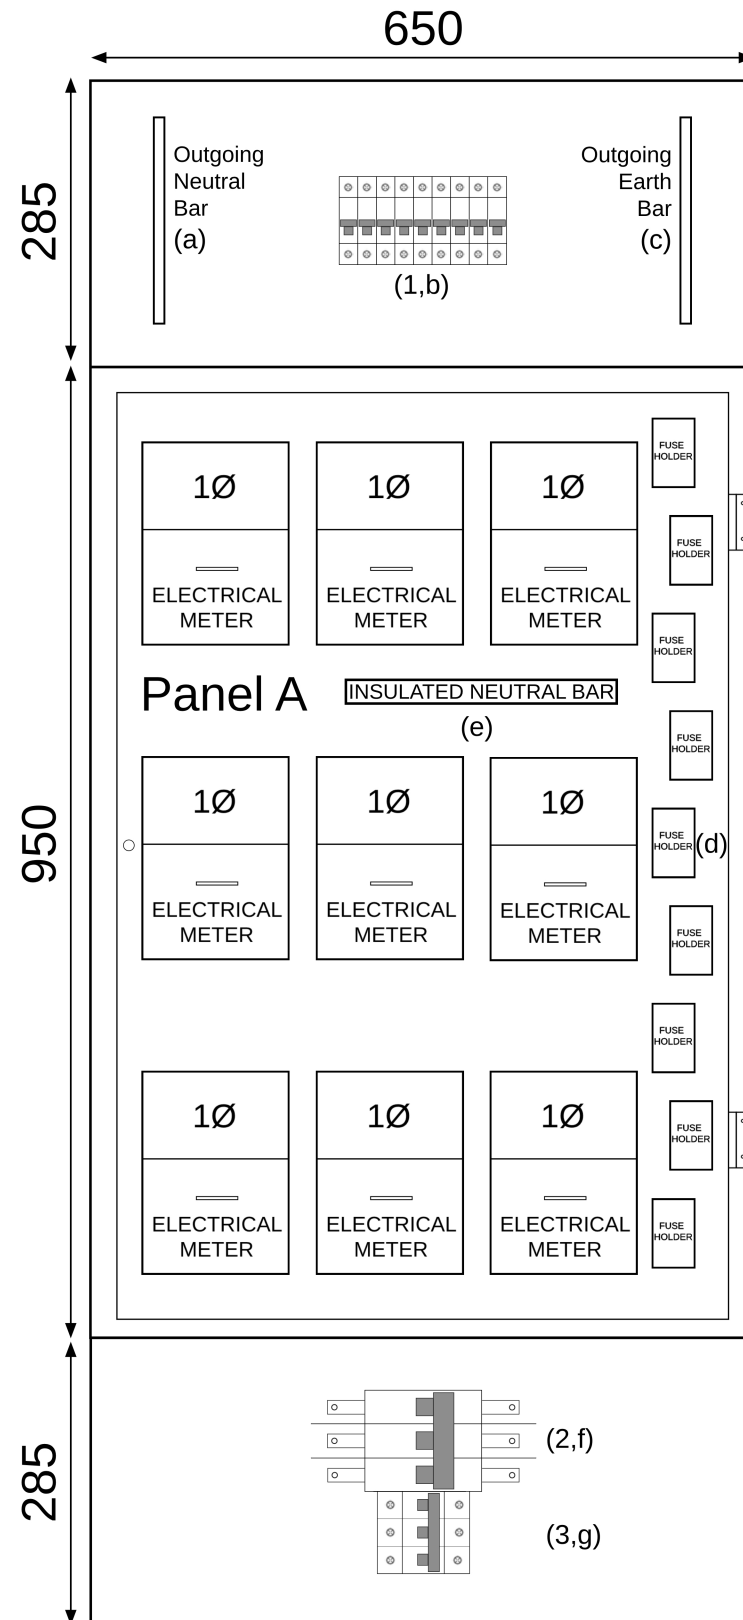 650
285
Outgoing
Neutral
Bar
(a)
(1,b)
Outgoing
Earth
Bar
(c)
950
1Ø
ELECTRICAL
METER
1Ø
ELECTRICAL
METER
1Ø
ELECTRICAL
METER
FUSE
HOLDER
FUSE
HOLDER
FUSE
HOLDER
Panel A
INSULATED NEUTRAL BAR
(e)
FUSE
HOLDER
1Ø
ELECTRICAL
METER
1Ø
ELECTRICAL
METER
1Ø
ELECTRICAL
METER
FUSE
HOLDER
(d)
FUSE
HOLDER
FUSE
HOLDER
1Ø
ELECTRICAL
METER
1Ø
ELECTRICAL
METER
1Ø
ELECTRICAL
METER
FUSE
HOLDER
FUSE
HOLDER
285
(2,f)
(3,g)